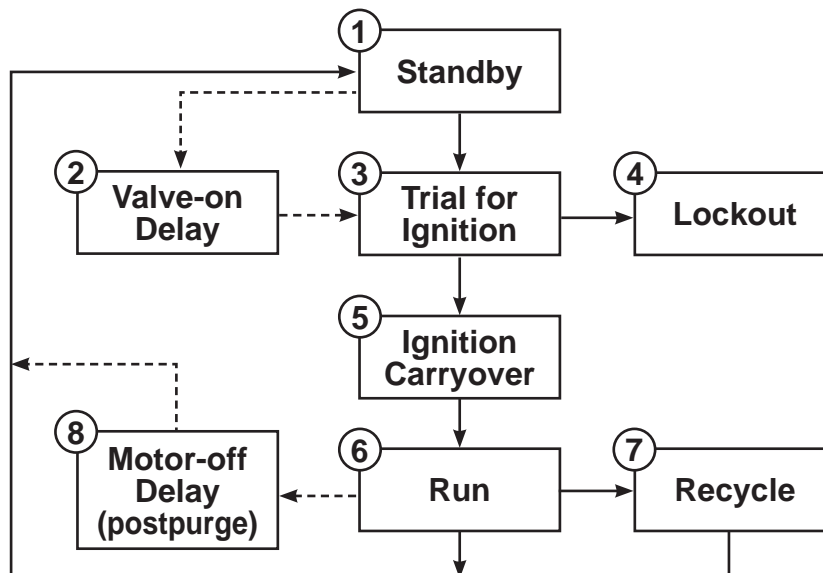 1
Standby
2
Valve-on
Delay
3
Trial for
Ignition
4
Lockout
5
Ignition
Carryover
8
Motor-off
Delay
(postpurge)
6
Run
7
Recycle